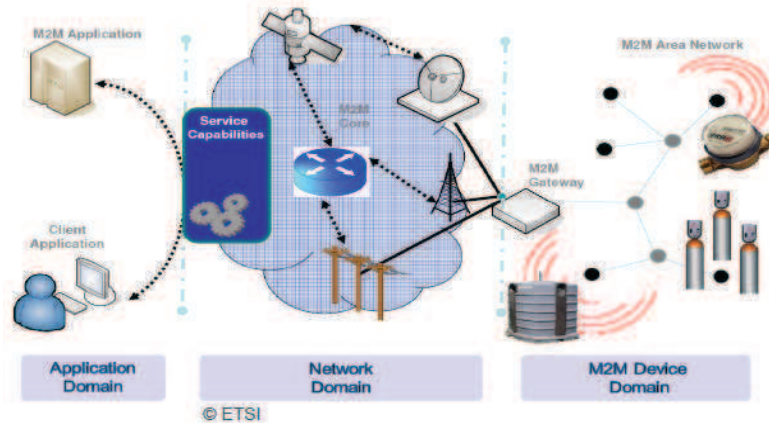 M2M Application
M2M Area Network
M2M
Core
Service
Capabilities
M2M
Gateway
Client
Application
Application
Domain
Network
Domain
M2M Device
Domain
© ETSI